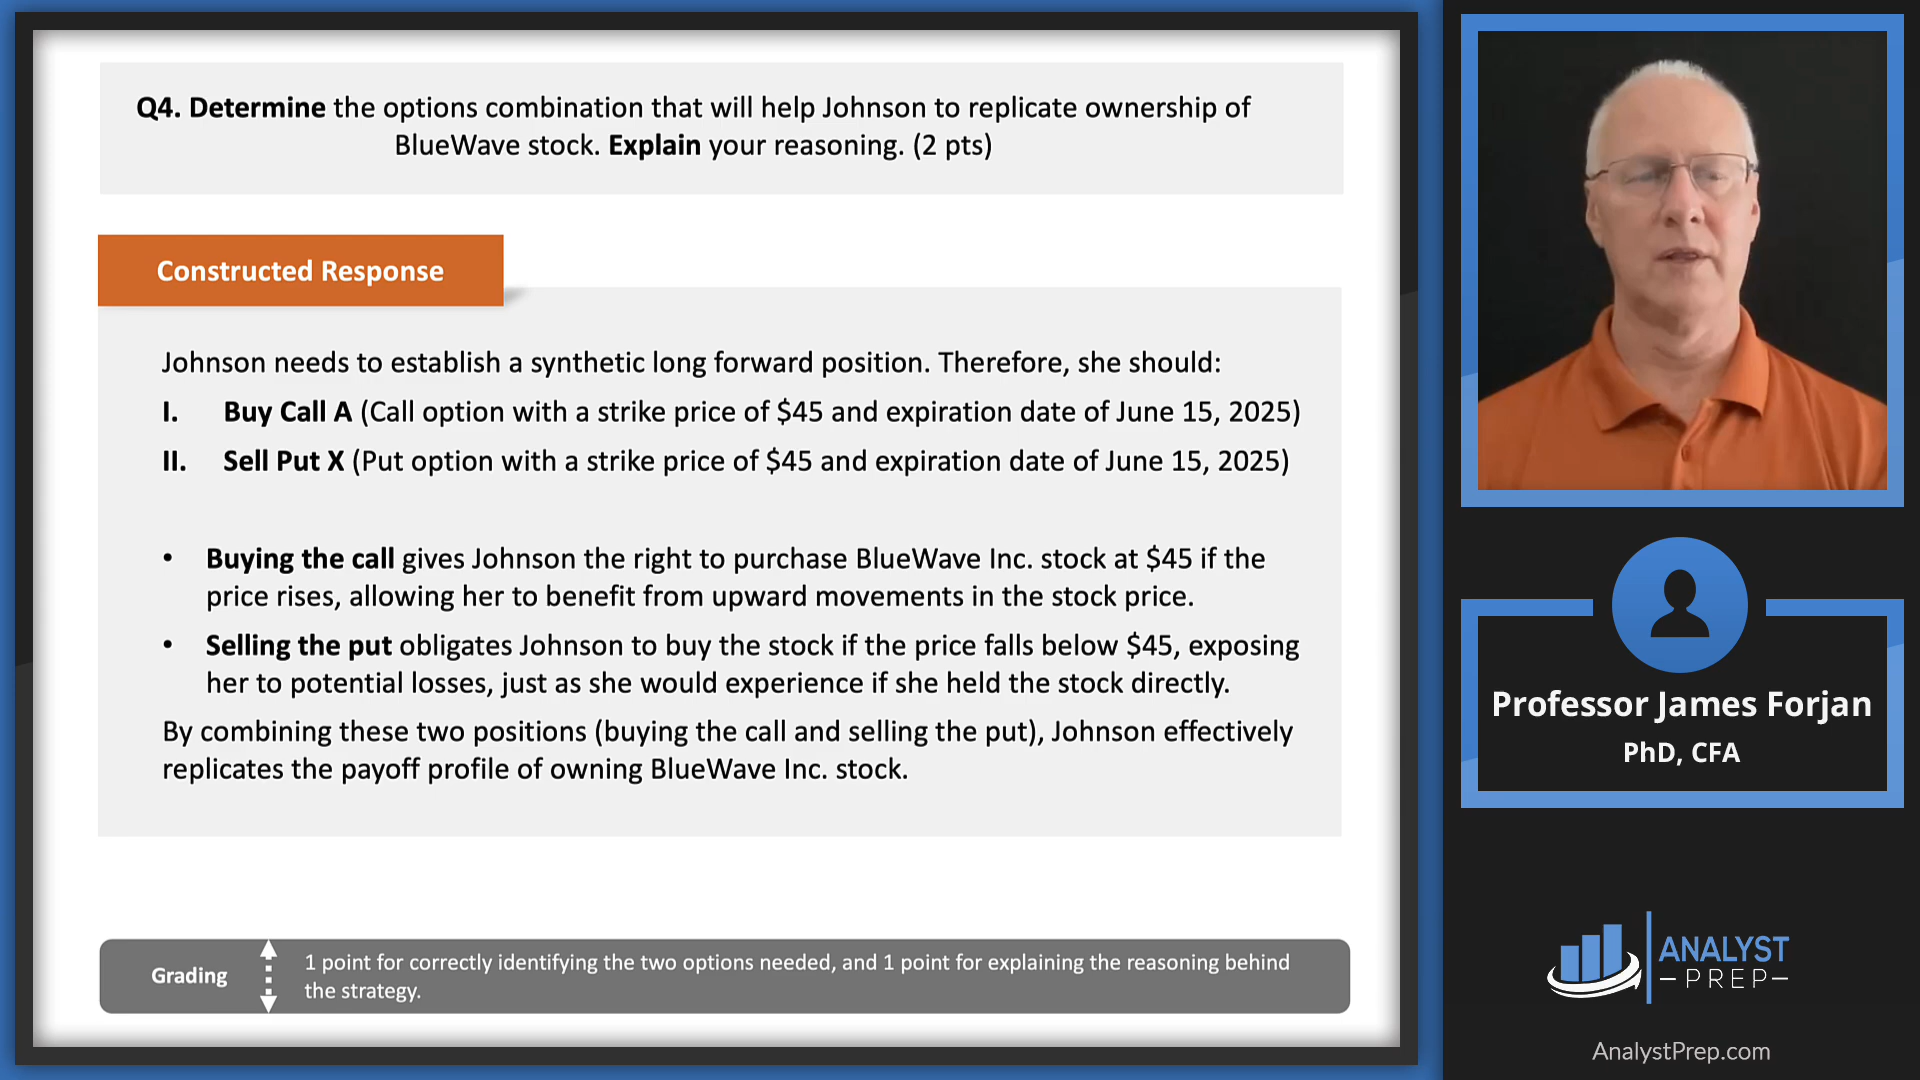 Q4. Determine the options combination that will help Johnson to replicate ownership of
BlueWave stock. Explain your reasoning. (2 pts)
Constructed Response
Johnson needs to establish a synthetic long forward position. Therefore, she should:
I. Buy Call A (Call option with a strike price of $45 and expiration date of June 15, 2025)
II. Sell Put X (Put option with a strike price of $45 and expiration date of June 15, 2025)
• Buying the call gives Johnson the right to purchase BlueWave Inc. stock at $45 if the
price rises, allowing her to benefit from upward movements in the stock price.
• Selling the put obligates Johnson to buy the stock if the price falls below $45, exposing
her to potential losses, just as she would experience if she held the stock directly.
By combining these two positions (buying the call and selling the put), Johnson effectively
replicates the payoff profile of owning BlueWave Inc. stock.
Grading
1 point for correctly identifying the two options needed, and 1 point for explaining the reasoning behind
the strategy.
Professor James Forjan
PhD, CFA
ANALYST
PREP
AnalystPrep.com